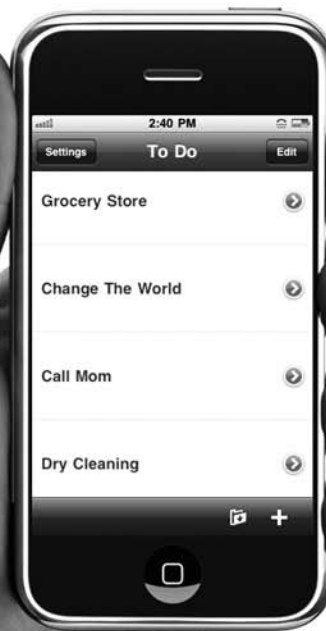 2:40 PM
Settings To Do Edit
Grocery Store
Change The World
Call Mom
Dry Cleaning